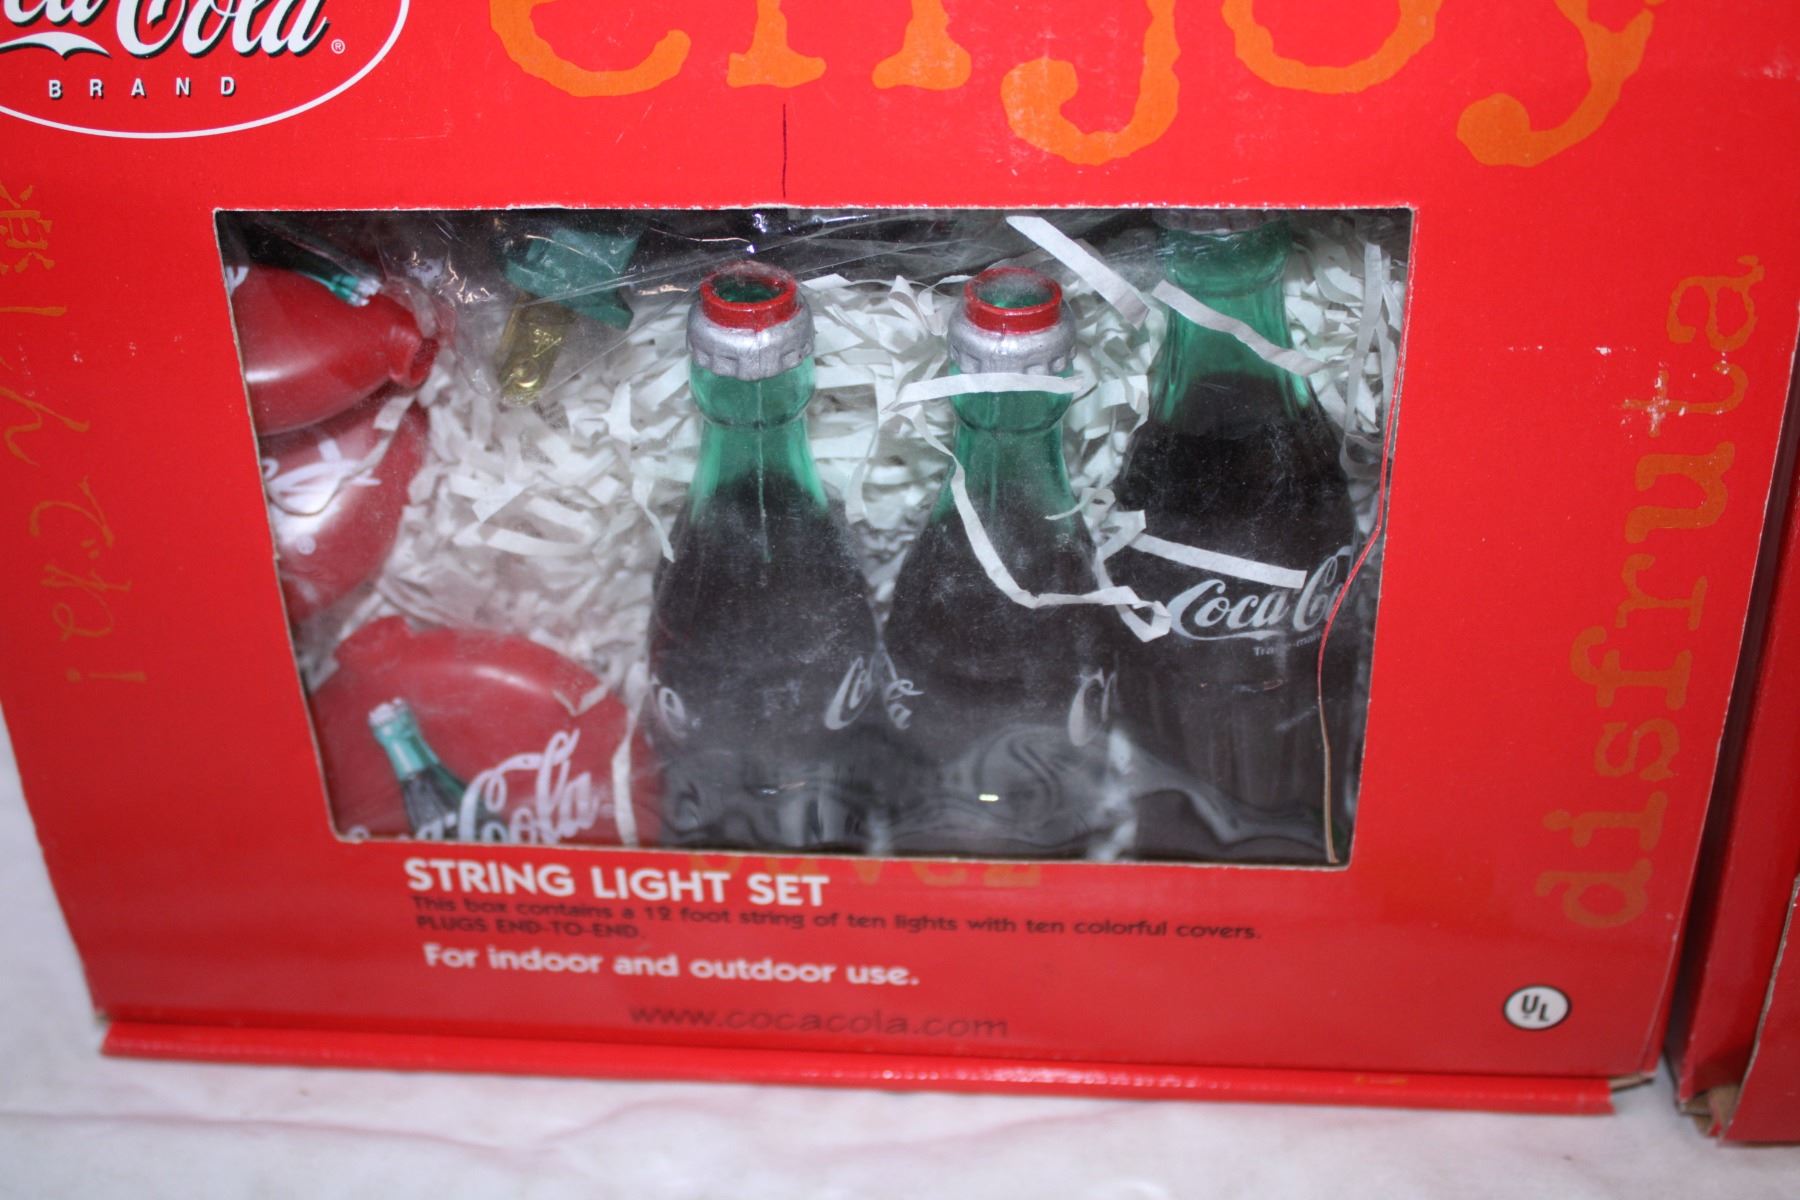 Cola®
BRAND
enjoy
disfruta
Coca-Cola
Coca-Cola
STRING LIGHT SET
This box contains a 12 foot string of ten lights with ten colorful covers.
PLUGS END-TO-END.
For indoor and outdoor use.
www.cocacola.com
UL